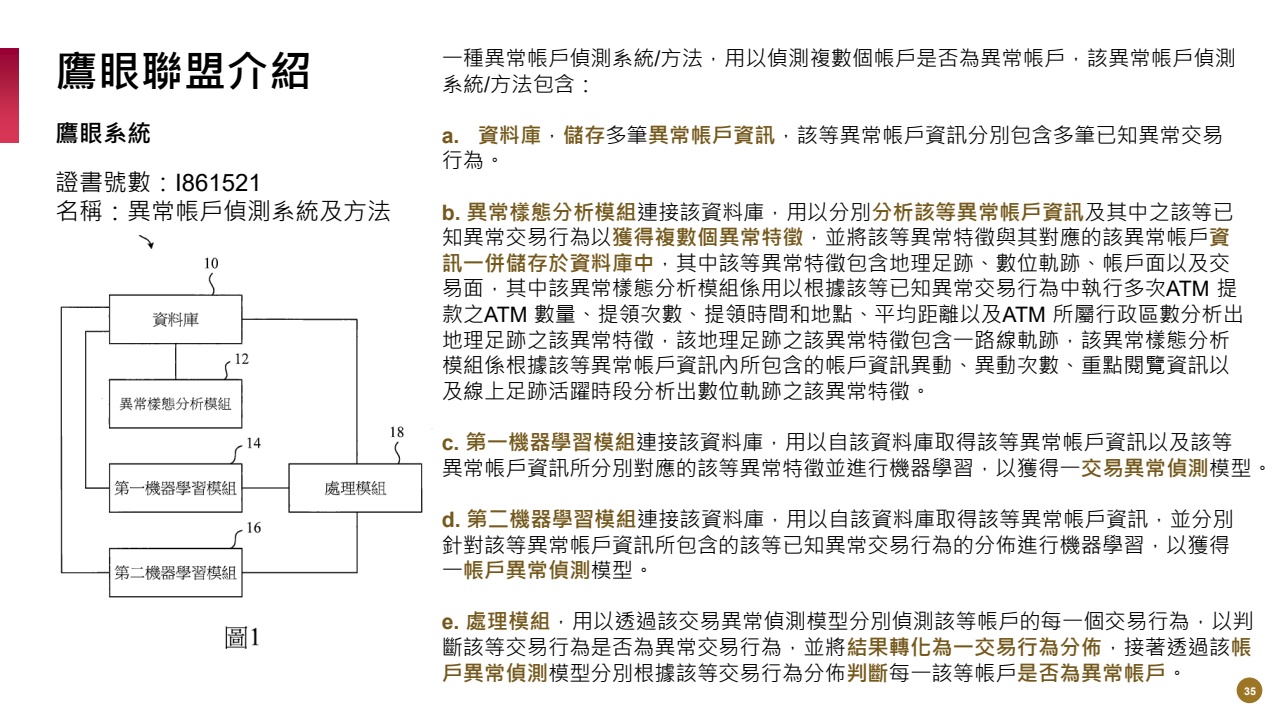 鷹眼聯盟介紹
鷹眼系統
證書號數：I861521
名稱：異常帳戶偵測系統及方法
10
資料庫
12
異常樣態分析模組
14
第一機器學習模組
18
處理模組
16
第二機器學習模組
圖1
一種異常帳戶偵測系統/方法，用以偵測複數個帳戶是否為異常帳戶，該異常帳戶偵測
系統/方法包含：
a. 資料庫，儲存多筆異常帳戶資訊，該等異常帳戶資訊分別包含多筆已知異常交易
行為。
b. 異常樣態分析模組連接該資料庫，用以分別分析該等異常帳戶資訊及其中之該等已
知異常交易行為以獲得複數個異常特徵，並將該等異常特徵與其對應的該異常帳戶資
訊一併儲存於資料庫中，其中該等異常特徵包含地理足跡、數位軌跡、帳戶面以及交
易面，其中該異常樣態分析模組係用以根據該等已知異常交易行為中執行多次ATM 提
款之ATM 數量、提領次數、提領時間和地點、平均距離以及ATM 所屬行政區數分析出
地理足跡之該異常特徵，該地理足跡之該異常特徵包含一路線軌跡，該異常樣態分析
模組係根據該等異常帳戶資訊內所包含的帳戶資訊異動、異動次數、重點閱覽資訊以
及線上足跡活躍時段分析出數位軌跡之該異常特徵。
c. 第一機器學習模組連接該資料庫，用以自該資料庫取得該等異常帳戶資訊以及該等
異常帳戶資訊所分別對應的該等異常特徵並進行機器學習，以獲得一交易異常偵測模型。
d. 第二機器學習模組連接該資料庫，用以自該資料庫取得該等異常帳戶資訊，並分別
針對該等異常帳戶資訊所包含的該等已知異常交易行為的分佈進行機器學習，以獲得
一帳戶異常偵測模型。
e. 處理模組，用以透過該交易異常偵測模型分別偵測該等帳戶的每一個交易行為，以判
斷該等交易行為是否為異常交易行為，並將結果轉化為一交易行為分佈，接著透過該帳
戶異常偵測模型分別根據該等交易行為分佈判斷每一該等帳戶是否為異常帳戶。
35